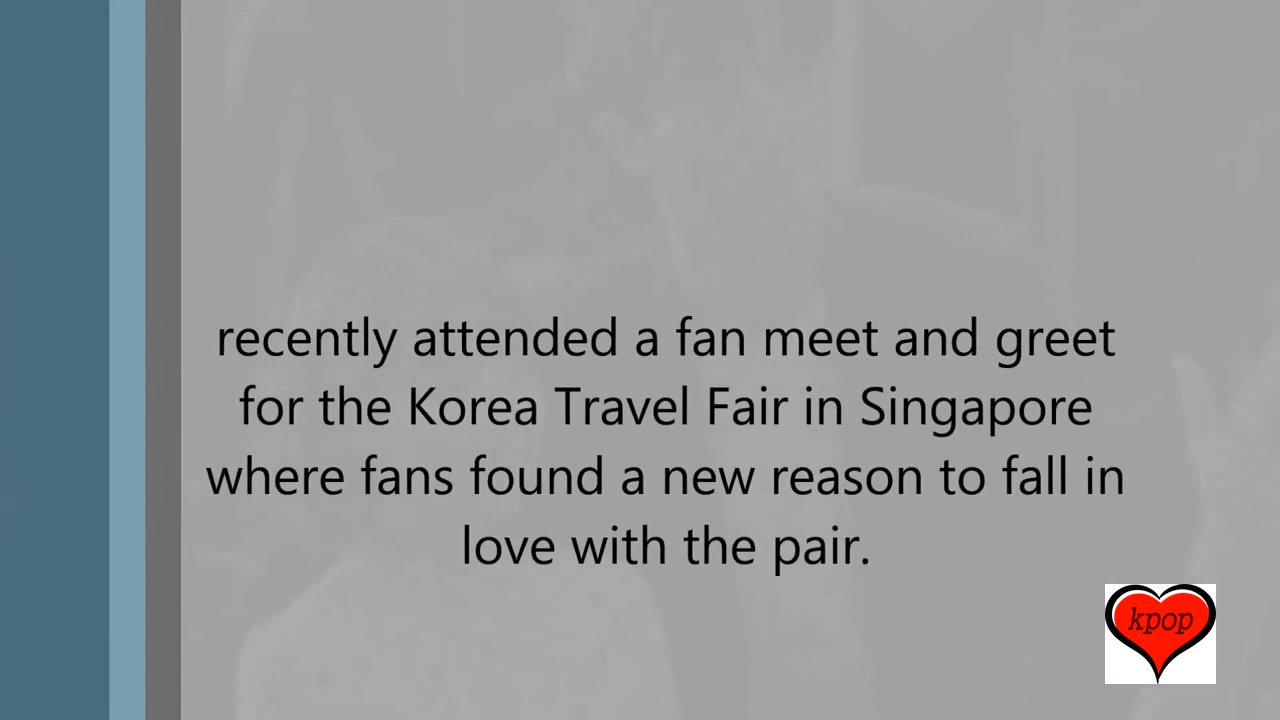 recently attended a fan meet and greet
for the Korea Travel Fair in Singapore
where fans found a new reason to fall in
love with the pair.
kpop